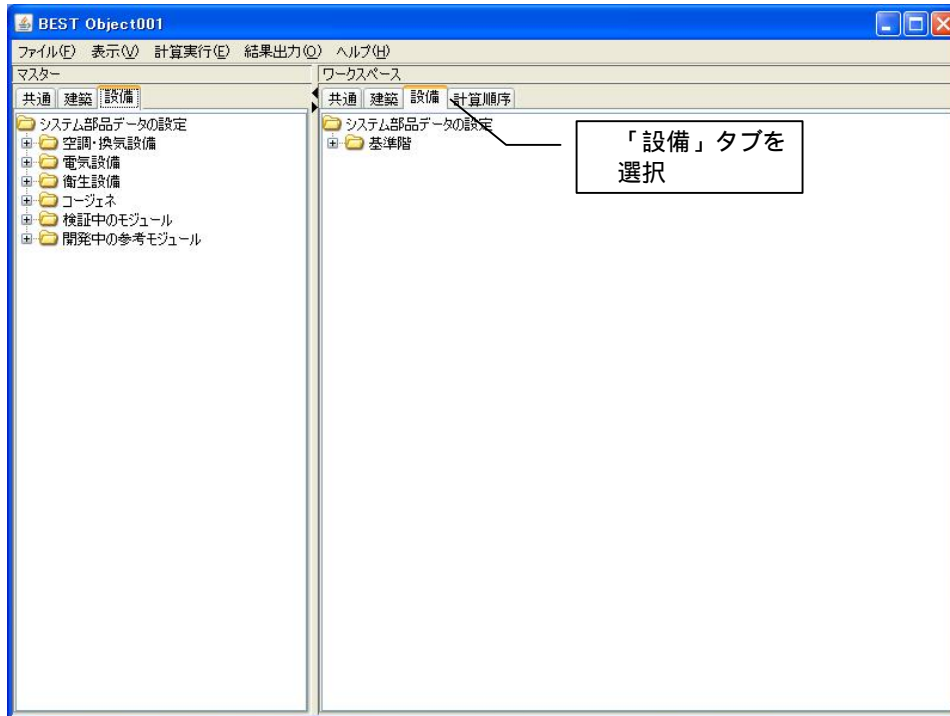 BEST Object001
ファイル(F) 表示(V) 計算実行(E) 結果出力(O) ヘルプ(H)
マスター
共通 建築 設備
システム部品データの設定
空調・換気設備
電気設備
衛生設備
コージェネ
検証中のモジュール
開発中の参考モジュール
ワークスペース
共通 建築 設備 計算順序
システム部品データの設定
基準階
「設備」タブを
選択